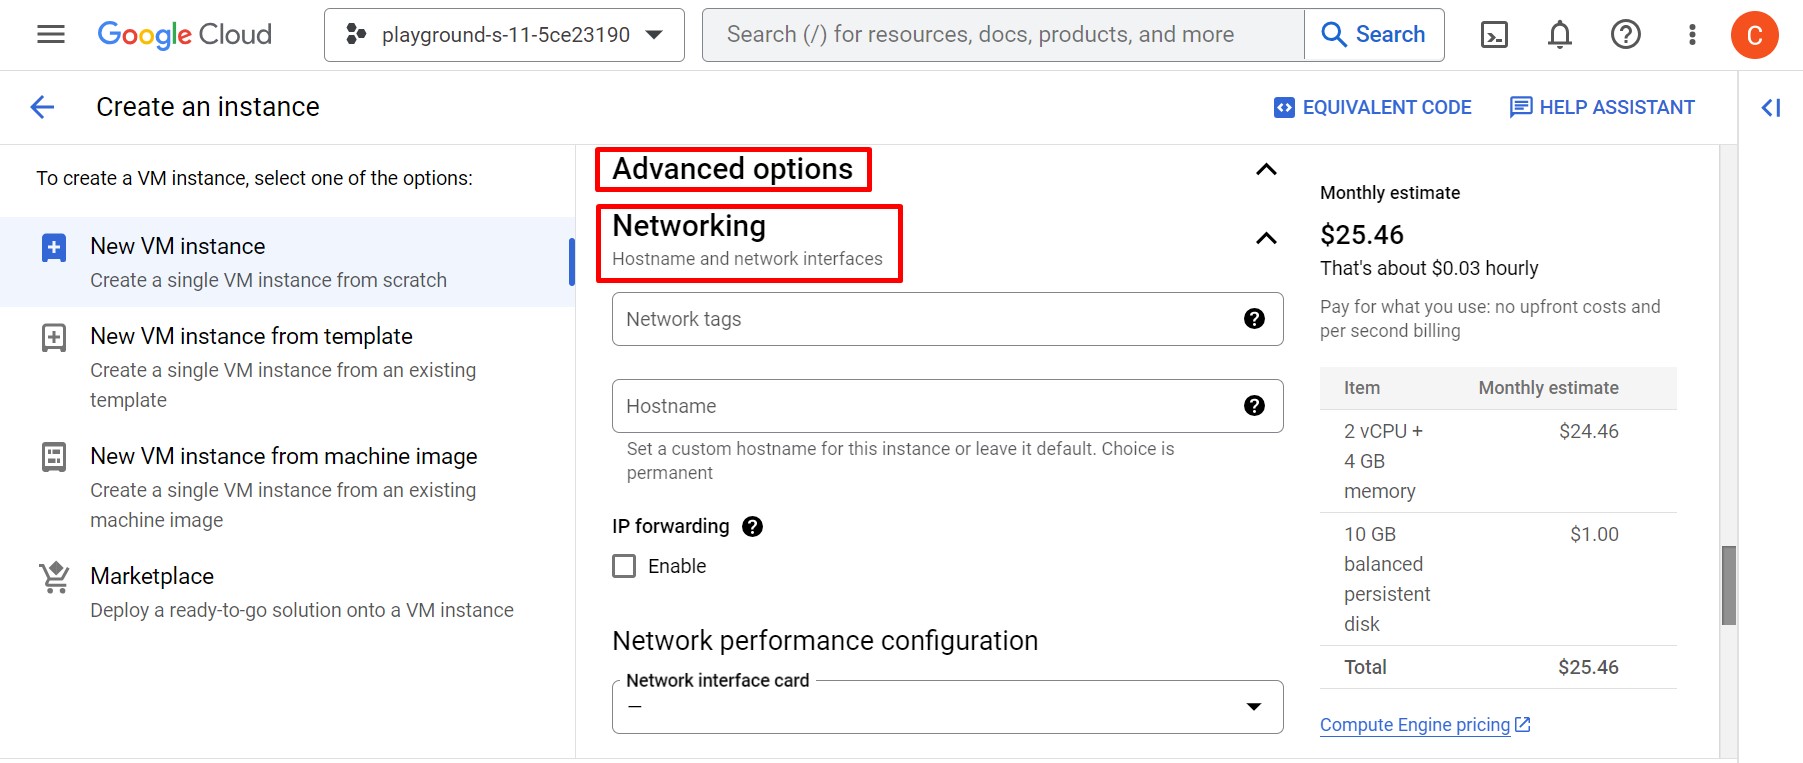 Google Cloud
playground-s-11-5ce23190
Search (/) for resources, docs, products, and more
Search
C
Create an instance
EQUIVALENT CODE
HELP ASSISTANT
To create a VM instance, select one of the options:
New VM instance
Create a single VM instance from scratch
New VM instance from template
Create a single VM instance from an existing
template
New VM instance from machine image
Create a single VM instance from an existing
machine image
Marketplace
Deploy a ready-to-go solution onto a VM instance
Advanced options
Networking
Hostname and network interfaces
Network tags
Hostname
Set a custom hostname for this instance or leave it default. Choice is
permanent
IP forwarding
Enable
Network performance configuration
Network interface card
—
Monthly estimate
$25.46
That's about $0.03 hourly
Pay for what you use: no upfront costs and
per second billing
Item Monthly estimate
2 vCPU + $24.46
4 GB
memory
10 GB $1.00
balanced
persistent
disk
Total $25.46
Compute Engine pricing